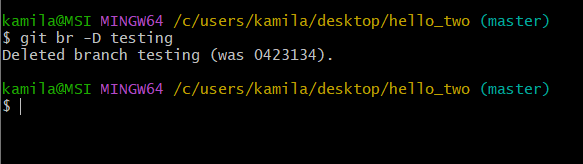 kamila@MSI MINGW64 /c/users/kamila/desktop/hello_two (master)
$ git br -D testing
Deleted branch testing (was 0423134).
kamila@MSI MINGW64 /c/users/kamila/desktop/hello_two (master)
$